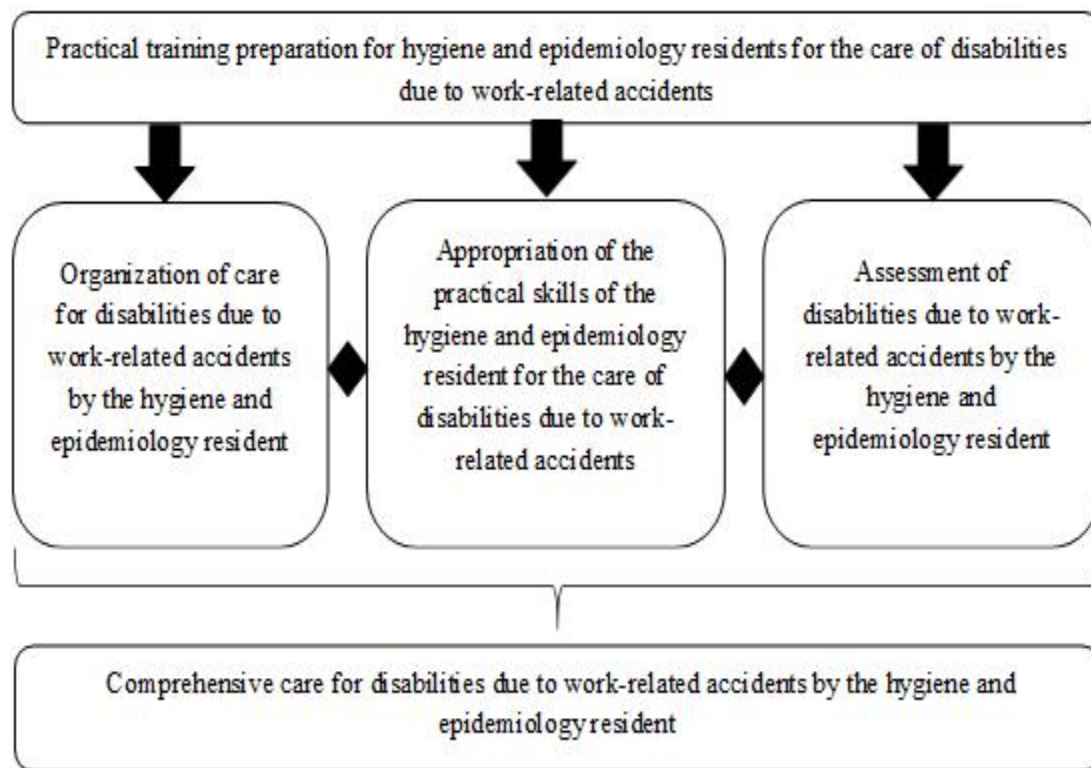 Practical training preparation for hygiene and epidemiology residents for the care of disabilities
due to work-related accidents
Organization of care
for disabilities due to
work-related accidents
by the hygiene and
epidemiology resident
Appropriation of the
practical skills of the
hygiene and epidemiology
resident for the care of
disabilities due to work-
related accidents
Assessment of
disabilities due to work-
related accidents by the
hygiene and
epidemiology resident
Comprehensive care for disabilities due to work-related accidents by the hygiene and
epidemiology resident